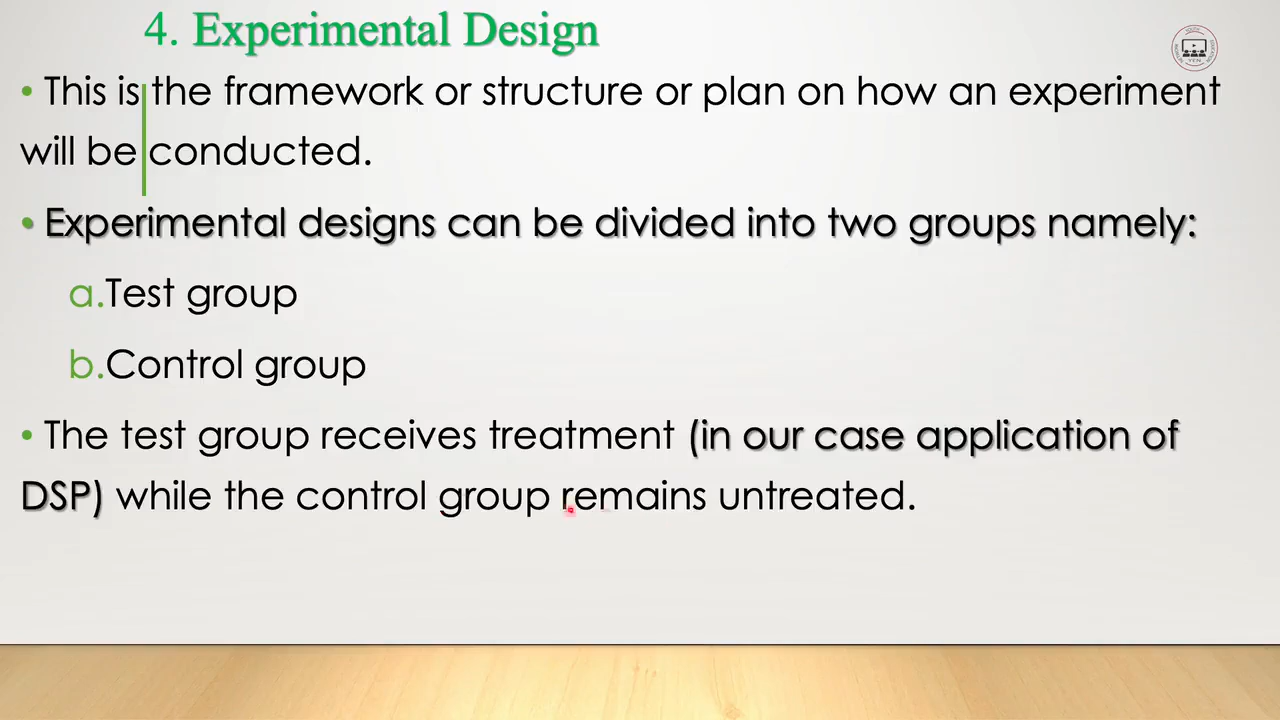 4. Experimental Design
• This is the framework or structure or plan on how an experiment
will be conducted.
• Experimental designs can be divided into two groups namely:
a.Test group
b.Control group
• The test group receives treatment (in our case application of
DSP) while the control group remains untreated.
YEN